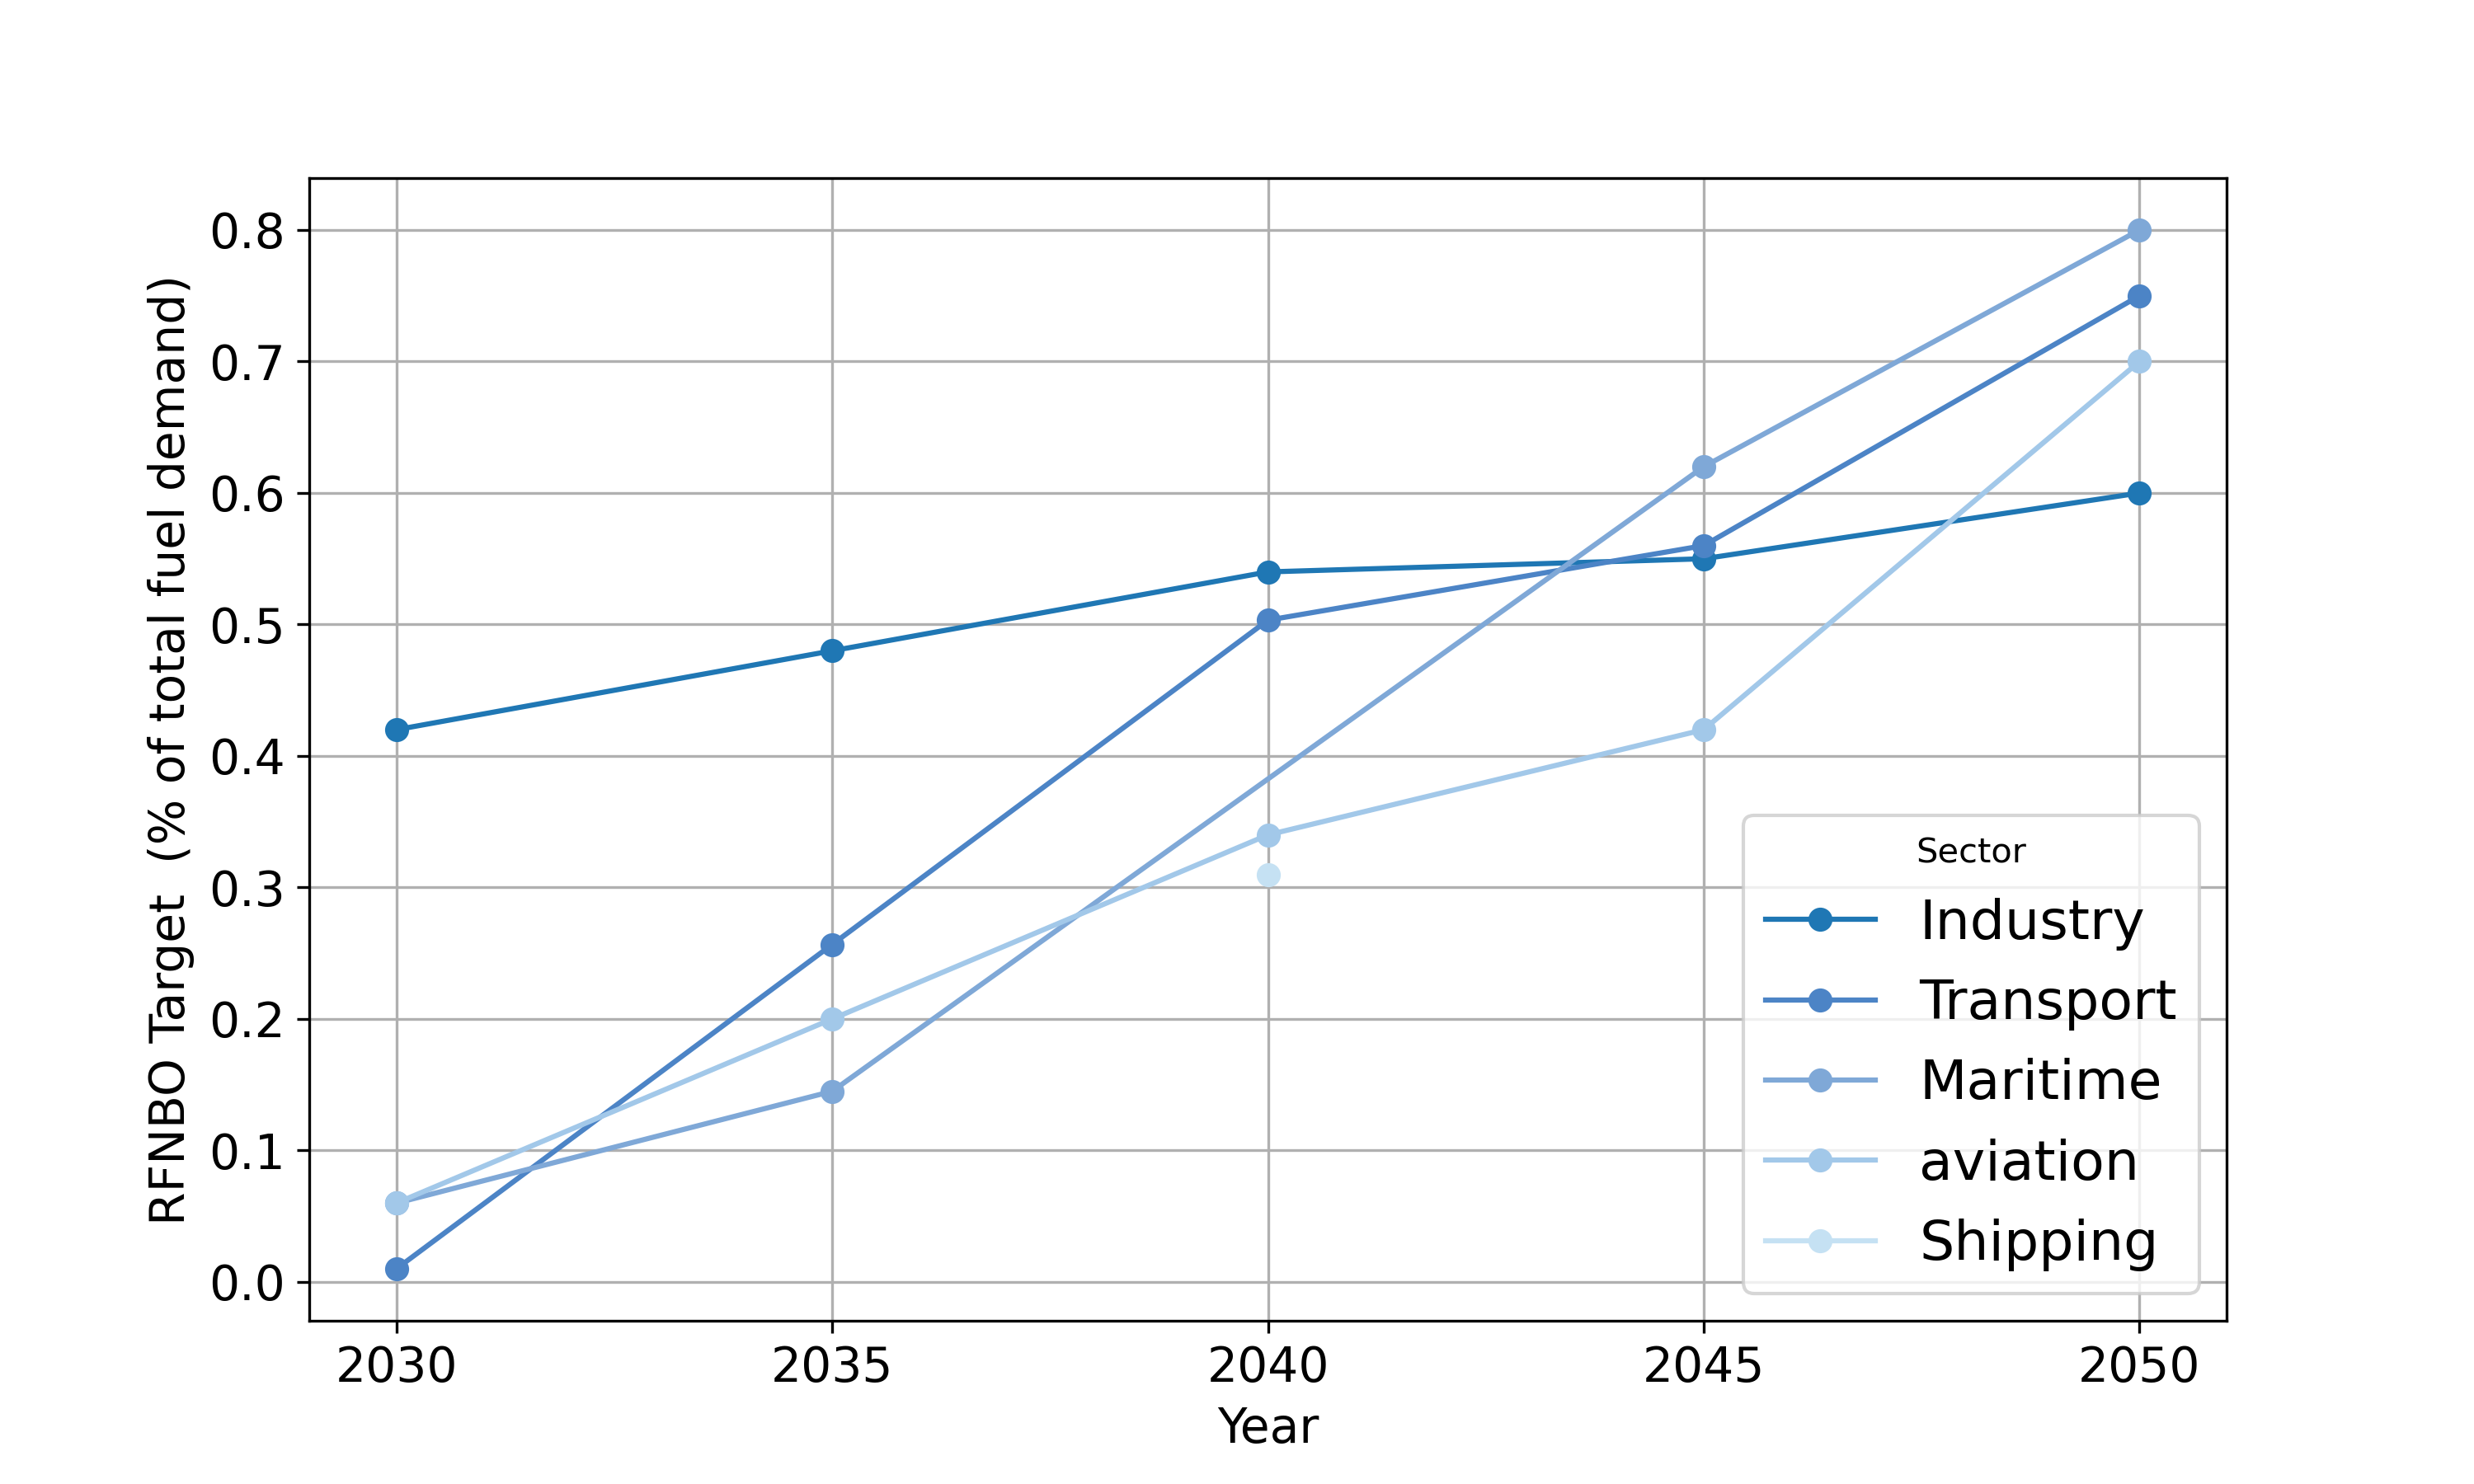 0.8
0.7
0.6
0.5
0.4
0.3
0.2
0.1
0.0
RFNBO Target  (% of total fuel demand)
Sector
Industry
Transport
Maritime
aviation
Shipping
2030 2035 2040 2045 2050
Year